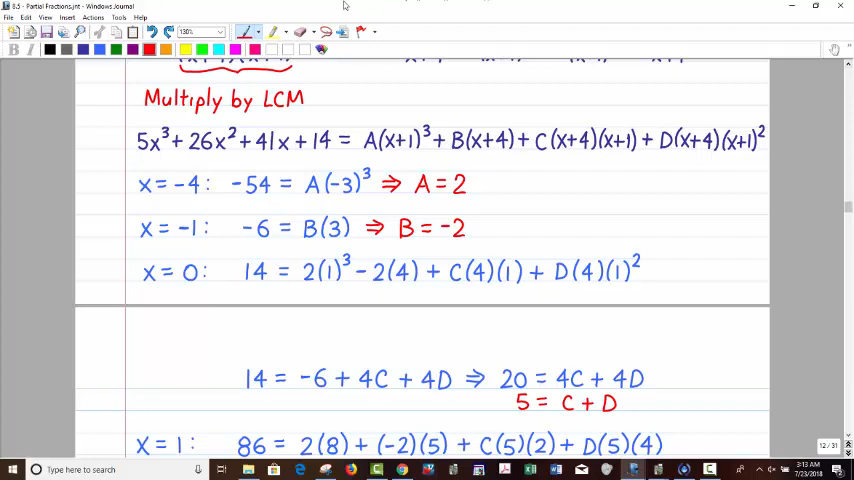 8.5 - Partial Fractions.jnt - Windows Journal
File Edit View Insert Actions Tools Help
130%
B I
Multiply by LCM
5x³ + 26x² + 41x + 14 = A(x+1)³ + B(x+4) + C(x+4)(x+1) + D(x+4)(x+1)²
x = -4: -54 = A(-3)³ ⇒ A = 2
x = -1: -6 = B(3) ⇒ B = -2
x = 0: 14 = 2(1)³ - 2(4) + C(4)(1) + D(4)(1)²
14 = -6 + 4C + 4D ⇒ 20 = 4C + 4D
5 = C + D
x = 1: 86 = 2(8) + (-2)(5) + C(5)(2) + D(5)(4)
12 / 31
Type here to search
3:13 AM
7/23/2018